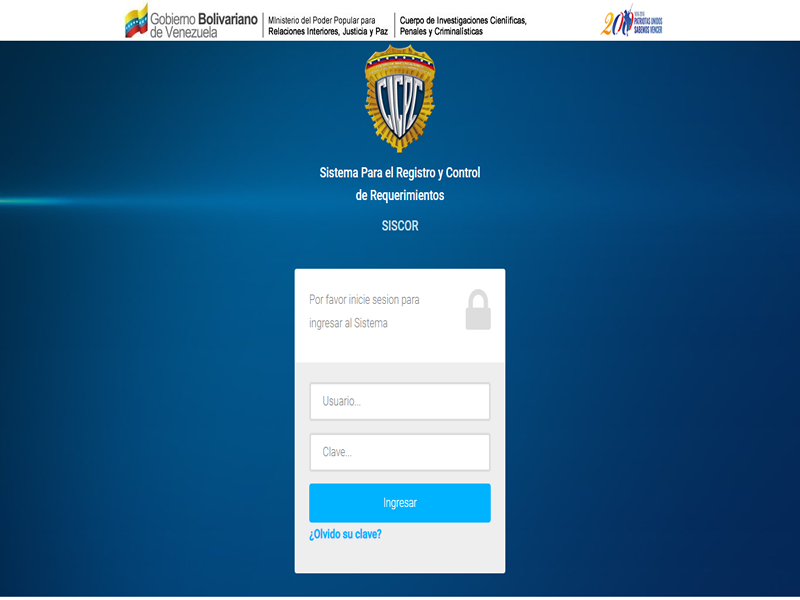 Gobierno Bolivariano
de Venezuela
Ministerio del Poder Popular para
Relaciones Interiores, Justicia y Paz
Cuerpo de Investigaciones Cienlificas,
Penales y Criminalísticas
20
PATRIOTAS UNIDOS
SABEMOS VENCER
CICPC
Sistema Para el Registro y Control
de Requerimientos
SISCOR
Por favor inicie sesion para
ingresar al Sistema
Usuario...
Clave...
Ingresar
¿Olvido su clave?